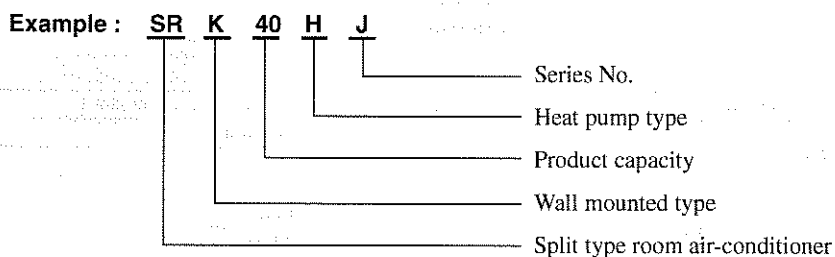 Example : SR K 40 H J
Series No.
Heat pump type
Product capacity
Wall mounted type
Split type room air-conditioner